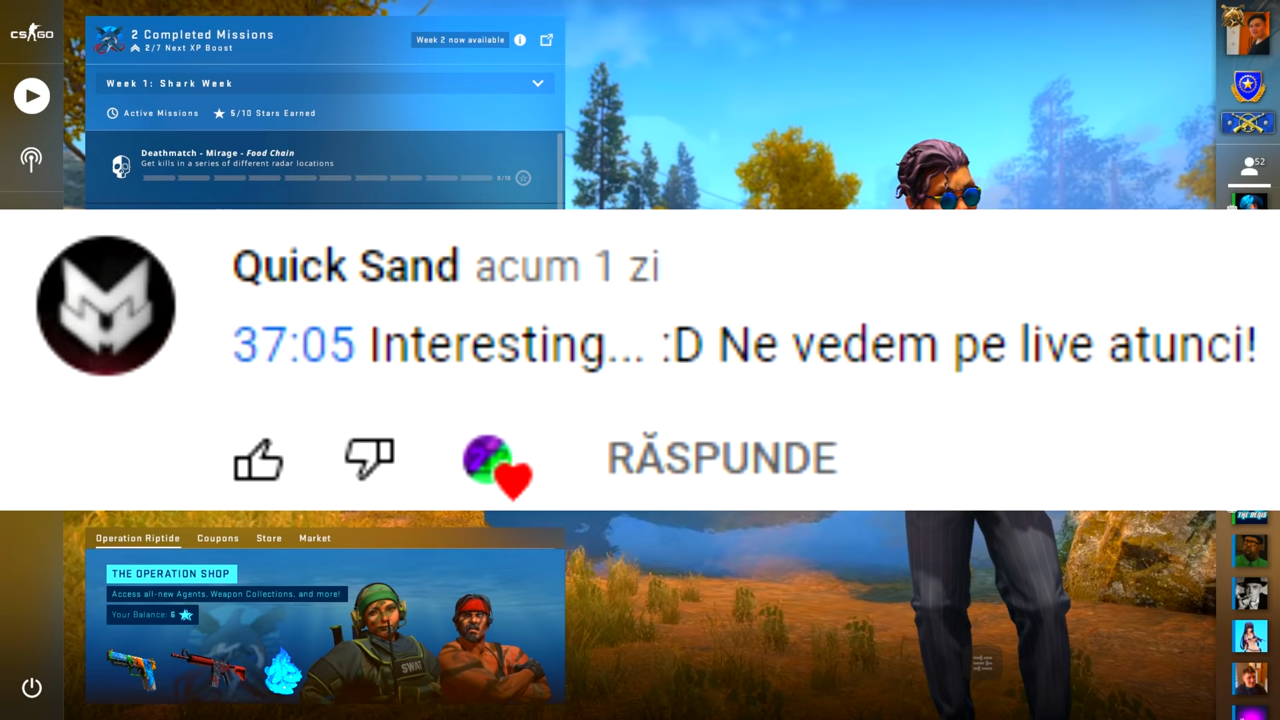 CS GO
2 Completed Missions
2/7 Next XP Boost
Week 2 now available
Week 1: Shark Week
Active Missions
5/10 Stars Earned
Deathmatch - Mirage - Food Chain
Get kills in a series of different radar locations
52
Quick Sand acum 1 zi
37:05 Interesting... :D Ne vedem pe live atunci!
RĂSPUNDE
Operation Riptide Coupons Store Market
THE OPERATION SHOP
Access all-new Agents, Weapon Collections, and more!
Your Balance: 6
SWAT